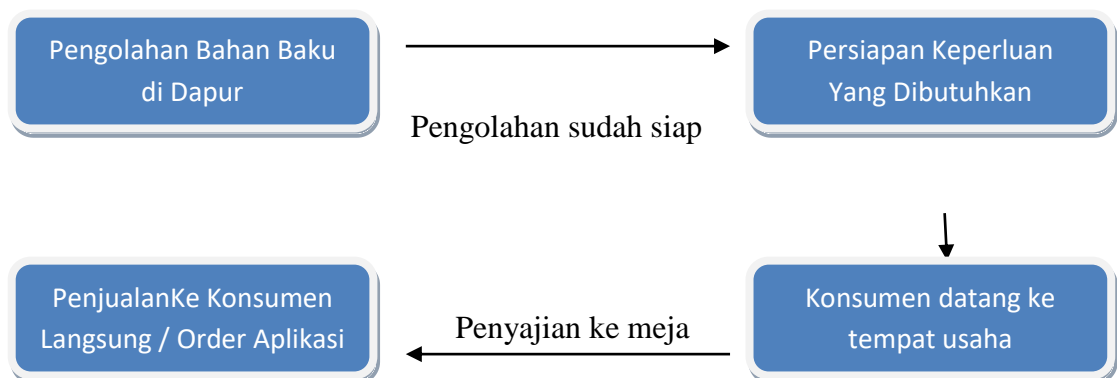 Pengolahan Bahan Baku
di Dapur
Pengolahan sudah siap
Persiapan Keperluan
Yang Dibutuhkan
Konsumen datang ke
tempat usaha
Penyajian ke meja
PenjualanKe Konsumen
Langsung / Order Aplikasi